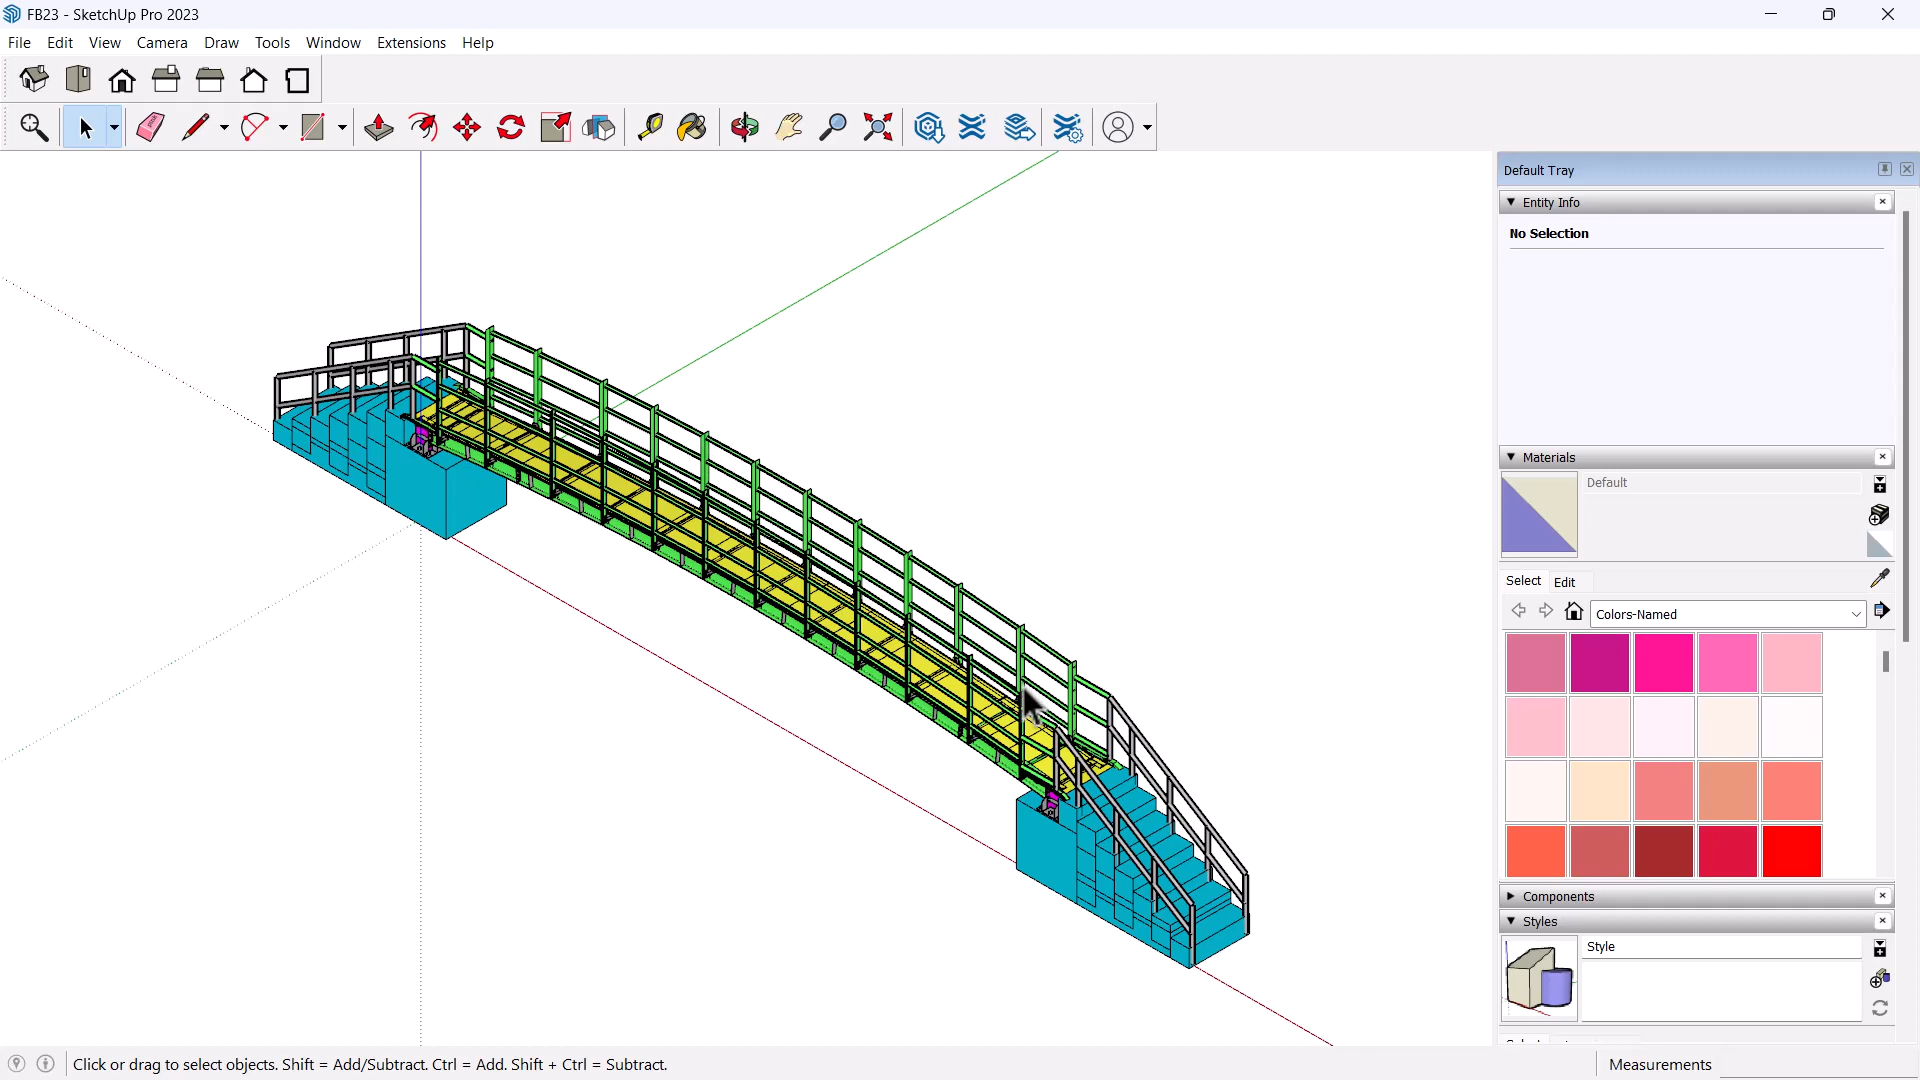 FB23 - SketchUp Pro 2023
File Edit View Camera Draw Tools Window Extensions Help
Default Tray
Entity Info
No Selection
Materials
Default
Select Edit
Colors-Named
Components
Styles
Style
Click or drag to select objects. Shift = Add/Subtract. Ctrl = Add. Shift + Ctrl = Subtract.
Measurements